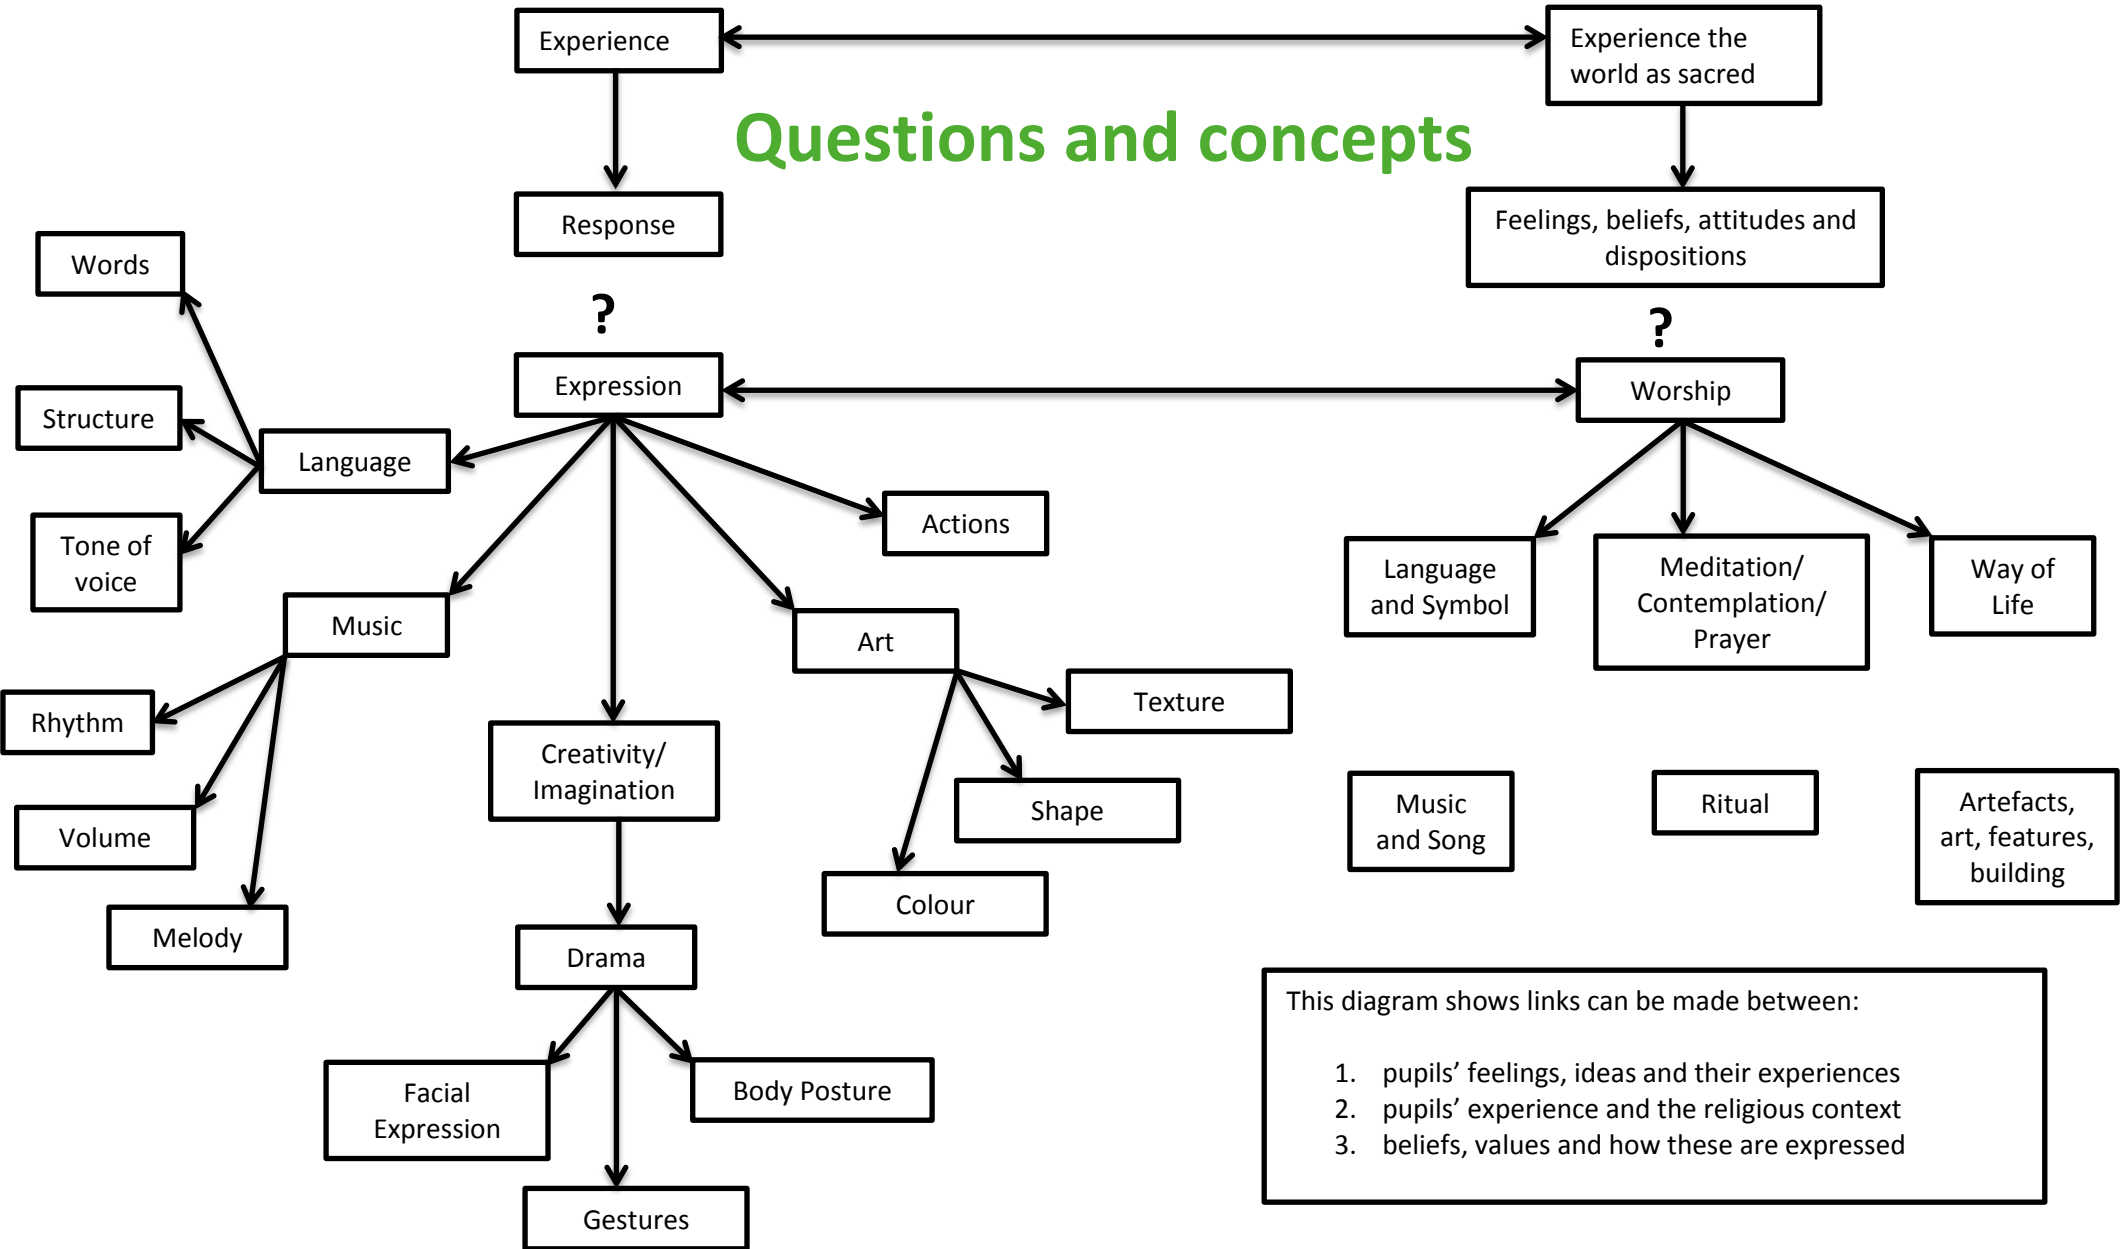 Experience
Experience the
world as sacred
Questions and concepts
Response
Feelings, beliefs, attitudes and
dispositions
Words
?
?
Expression
Worship
Structure
Language
Actions
Tone of
voice
Language
and Symbol
Meditation/
Contemplation/
Prayer
Way of
Life
Music
Art
Texture
Rhythm
Creativity/
Imagination
Shape
Volume
Music
and Song
Ritual
Artefacts,
art, features,
building
Colour
Melody
Drama
This diagram shows links can be made between:
1. pupils’ feelings, ideas and their experiences
2. pupils’ experience and the religious context
3. beliefs, values and how these are expressed
Facial
Expression
Body Posture
Gestures